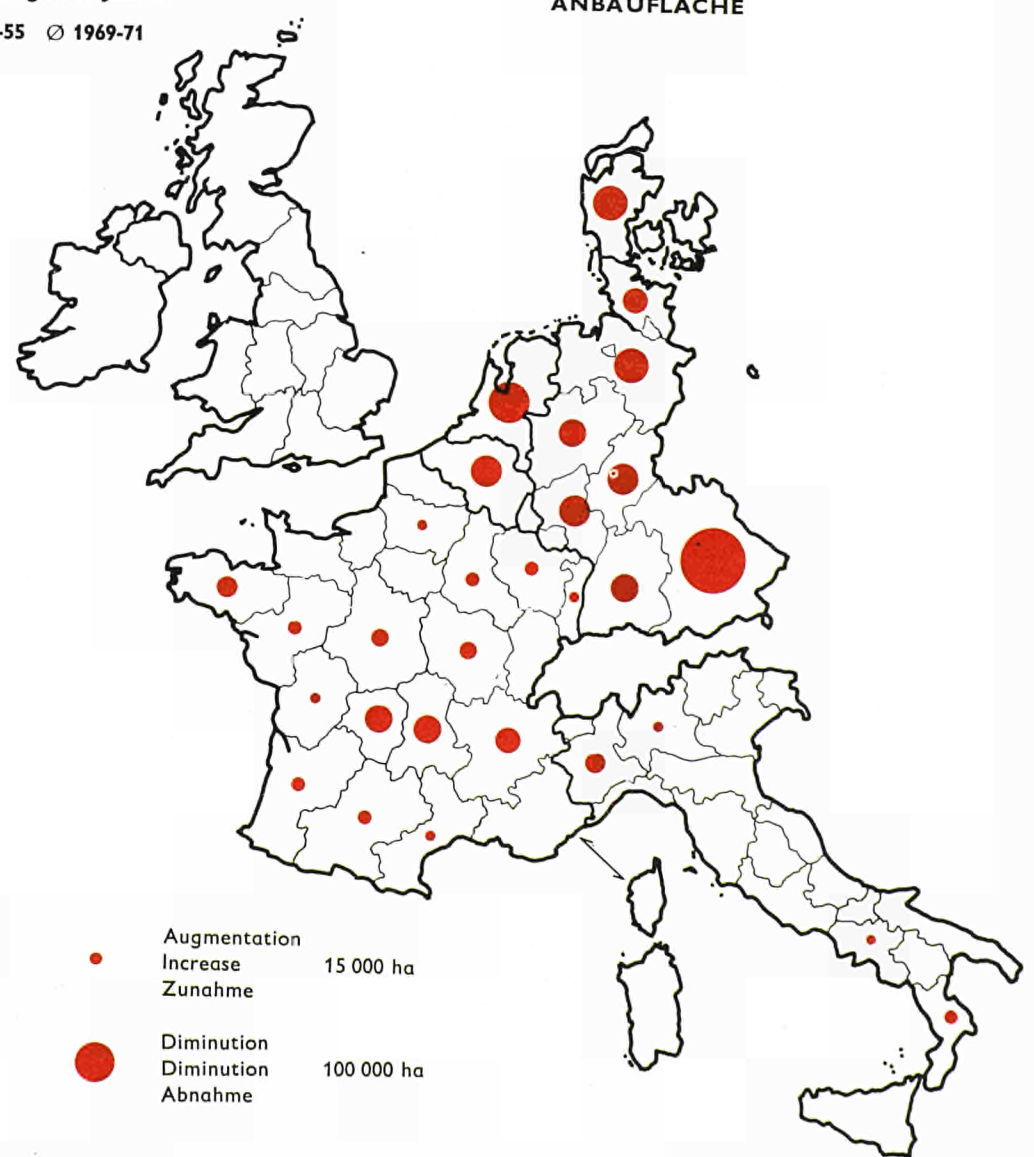 ANBAUFLÄCHE
-55 Ø 1969-71
Augmentation
Increase
Zunahme
15 000 ha
Diminution
Diminution
Abnahme
100 000 ha